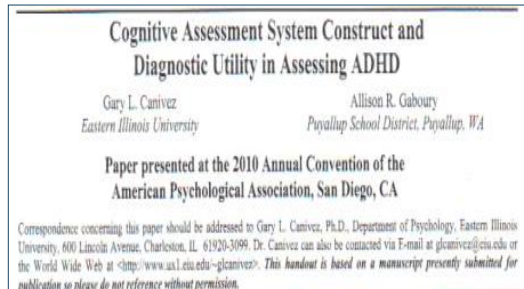 Cognitive Assessment System Construct and
Diagnostic Utility in Assessing ADHD
Gary L. Canivez
Eastern Illinois University
Allison R. Gaboury
Puyallup School District, Puyallup, WA
Paper presented at the 2010 Annual Convention of the
American Psychological Association, San Diego, CA
Correspondence concerning this paper should be addressed to Gary L. Canivez, Ph.D., Department of Psychology, Eastern Illinois
University, 600 Lincoln Avenue, Charleston, IL 61920-3099. Dr. Canivez can also be contacted via E-mail at glcanivez@eiu.edu or
the World Wide Web at <http://www.ux1.eiu.edu/~glcanivez>. This handout is based on a manuscript presently submitted for
publication so please do not reference without permission.